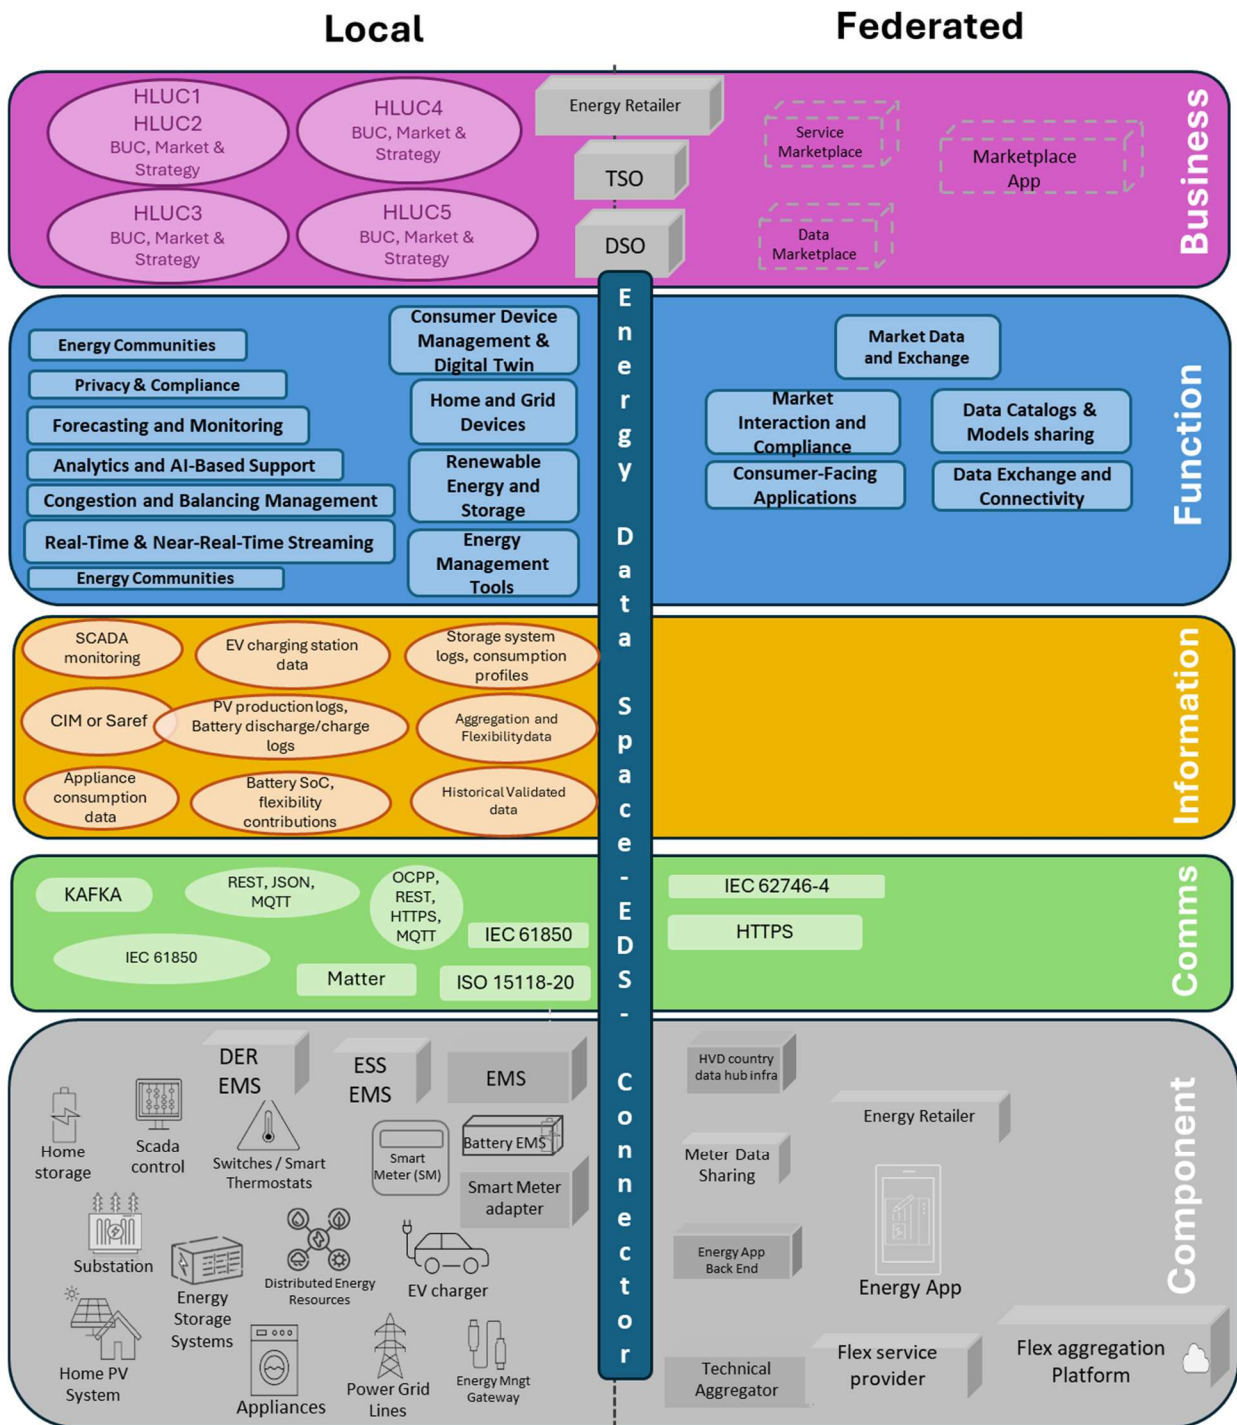 Local
Federated
HLUC1
HLUC2
BUC, Market &
Strategy
HLUC4
BUC, Market &
Strategy
HLUC3
BUC, Market &
Strategy
HLUC5
BUC, Market &
Strategy
Energy Retailer
TSO
DSO
Service
Marketplace
Marketplace
App
Data
Marketplace
Business
Energy Data Space-EDS- Connector
Energy Communities
Privacy & Compliance
Forecasting and Monitoring
Analytics and AI-Based Support
Congestion and Balancing Management
Real-Time & Near-Real-Time Streaming
Energy Communities
Consumer Device
Management &
Digital Twin
Home and Grid
Devices
Renewable
Energy and
Storage
Energy
Management
Tools
Market Data
and Exchange
Market
Interaction and
Compliance
Data Catalogs &
Models sharing
Consumer-Facing
Applications
Data Exchange and
Connectivity
Function
SCADA
monitoring
EV charging station
data
Storage system
logs, consumption
profiles
CIM or Saref
PV production logs,
Battery discharge/charge
logs
Aggregation and
Flexibilitydata
Appliance
consumption
data
Battery SoC,
flexibility
contributions
Historical Validated
data
Information
KAFKA
REST, JSON,
MQTT
OCPP,
REST,
HTTPS,
MQTT
IEC 61850
IEC 61850
Matter
ISO 15118-20
IEC 62746-4
HTTPS
Comms
DER
EMS
ESS
EMS
EMS
Home
storage
Scada
control
Switches / Smart
Thermostats
Smart
Meter (SM)
Battery EMS
Smart Meter
adapter
Substation
Energy
Storage
Systems
Distributed Energy
Resources
EV charger
Home PV
System
Appliances
Power Grid
Lines
Energy Mngt
Gateway
HVD country
data hub infra
Energy Retailer
Meter Data
Sharing
Energy App
Back End
Energy App
Technical
Aggregator
Flex service
provider
Flex aggregation
Platform
Component